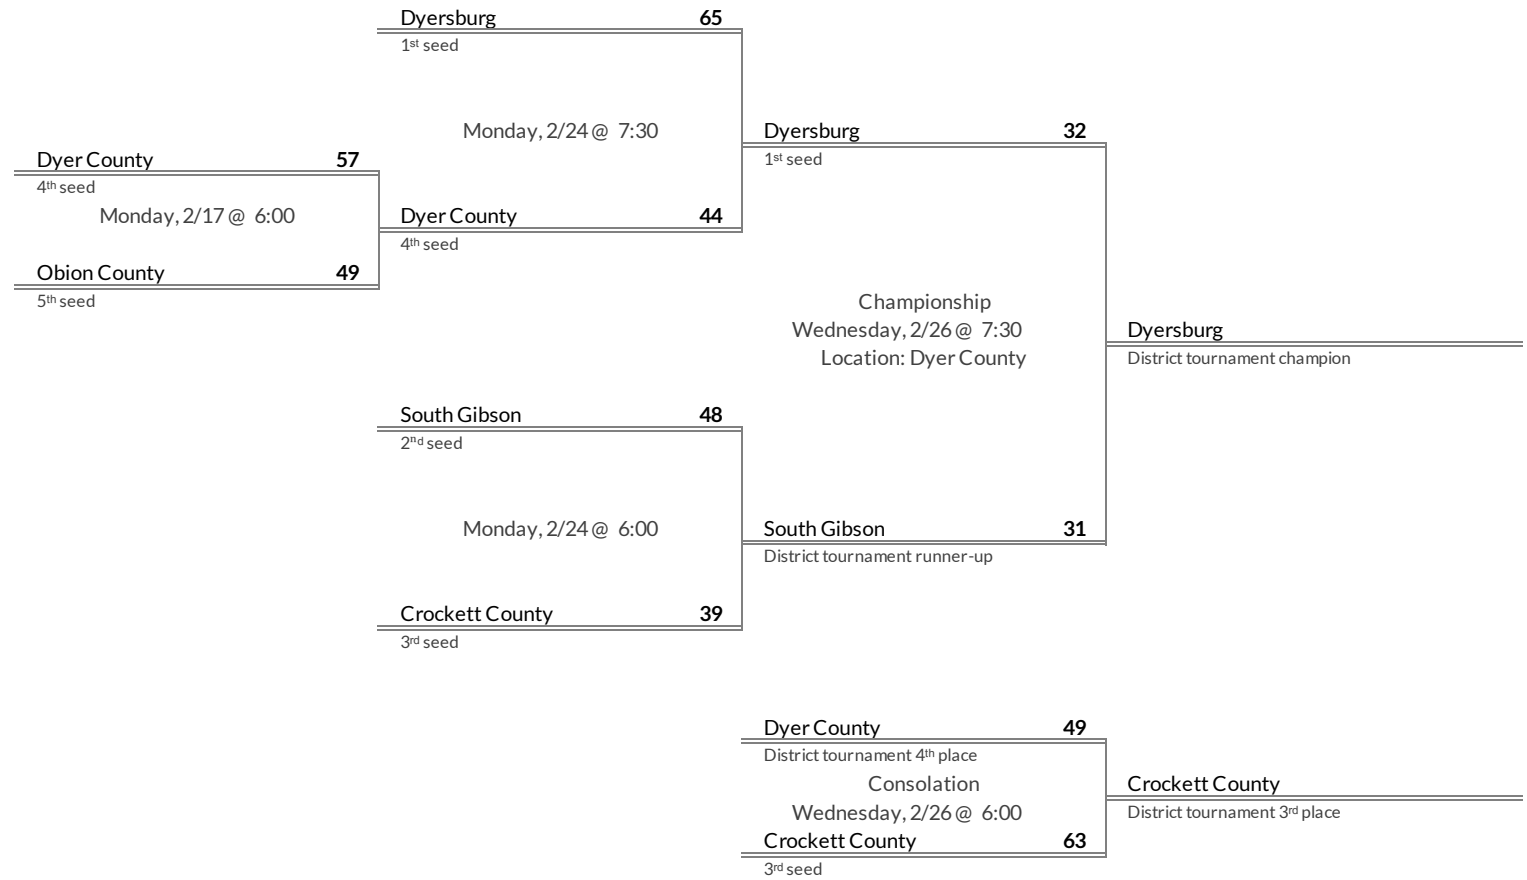 Dyersburg 65
1st seed
Monday, 2/24 @ 7:30
Dyersburg 32
1st seed
Dyer County 57
4th seed
Monday, 2/17 @ 6:00
Dyer County 44
4th seed
Obion County 49
5th seed
Championship
Wednesday, 2/26 @ 7:30
Location: Dyer County
Dyersburg
District tournament champion
South Gibson 48
2nd seed
Monday, 2/24 @ 6:00
South Gibson 31
District tournament runner-up
Crockett County 39
3rd seed
Dyer County 49
District tournament 4th place
Consolation
Wednesday, 2/26 @ 6:00
Crockett County
District tournament 3rd place
Crockett County 63
3rd seed